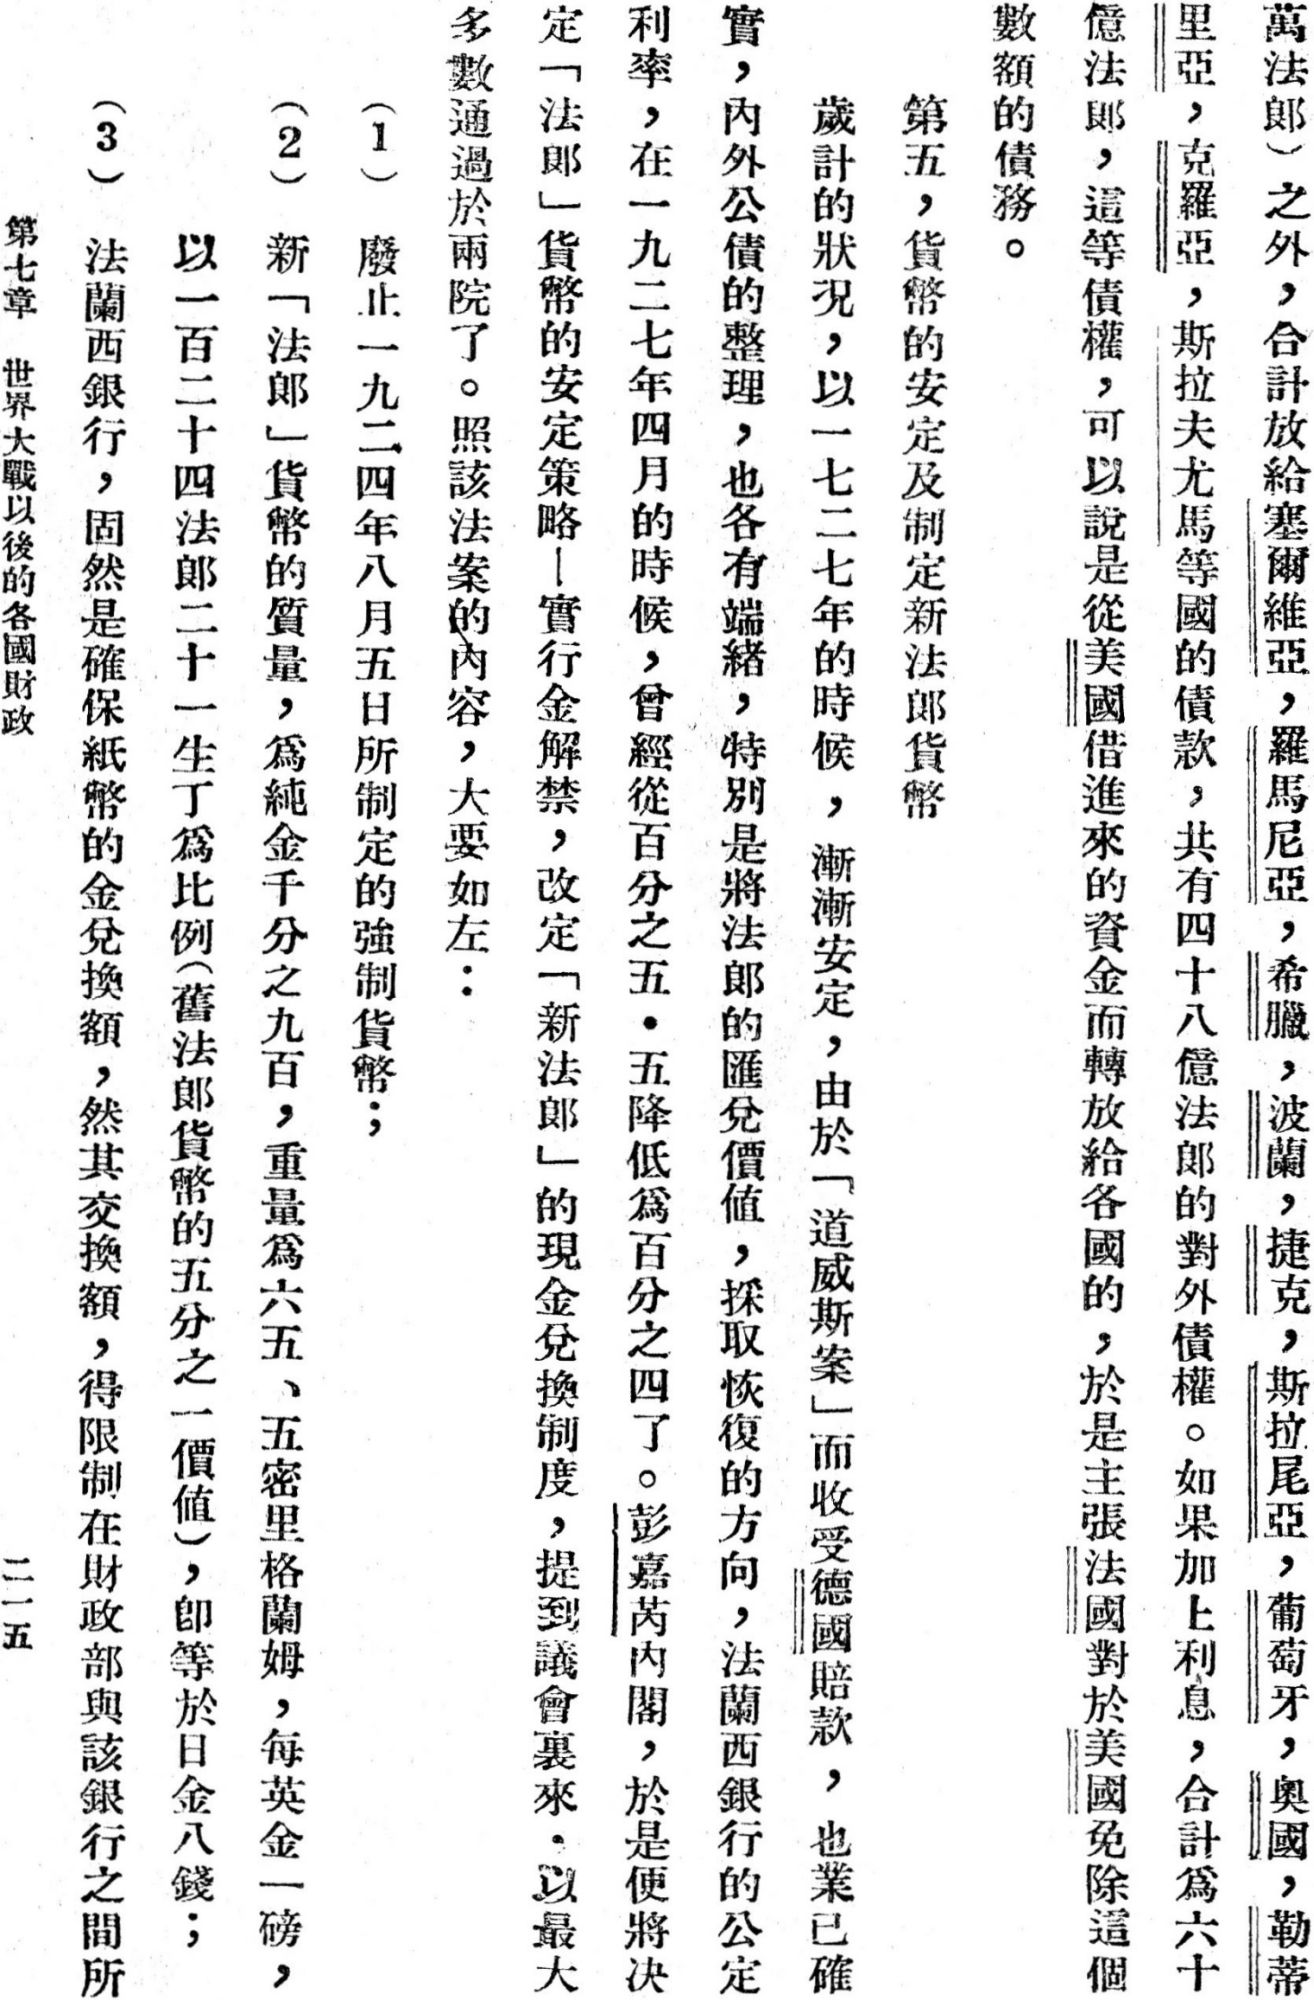 萬法郎）之外，合計放給塞爾維亞，羅馬尼亞，希臘，波蘭，捷克，斯拉尾亞，葡萄牙，奧國，勒蒂
里亞，克羅亞，斯拉夫尤馬等國的債款，共有四十八億法郎的對外債權。如果加上利息，合計爲六十
億法郎，這等債權，可以說是從美國借進來的資金而轉放給各國的，於是主張法國對於美國免除這個
數額的債務。
第五，貨幣的安定及制定新法郎貨幣
歲計的狀況，以一七二七年的時候，漸漸安定，由於「道威斯案」而收受德國賠款，也業已確
實，內外公債的整理，也各有端緒，特別是將法郎的匯兌價值，採取恢復的方向，法蘭西銀行的公定
利率，在一九二七年四月的時候，曾經從百分之五・五降低爲百分之四了。彭嘉芮內閣，於是便將决
定「法郎」貨幣的安定策略—實行金解禁，改定「新法郎」的現金兌換制度，提到議會裏來，以最大
多數通過於兩院了。照該法案的內容，大要如左：
（1）　廢止一九二四年八月五日所制定的強制貨幣；
（2）　新「法郎」貨幣的質量，爲純金千分之九百，重量爲六五、五密里格蘭姆，每英金一磅，
以一百二十四法郎二十一生丁爲比例（舊法郎貨幣的五分之一價值），卽等於日金八錢；
（3）　法蘭西銀行，固然是確保紙幣的金兌換額，然其交換額，得限制在財政部與該銀行之間所
第七章　世界大戰以後的各國財政　二一五